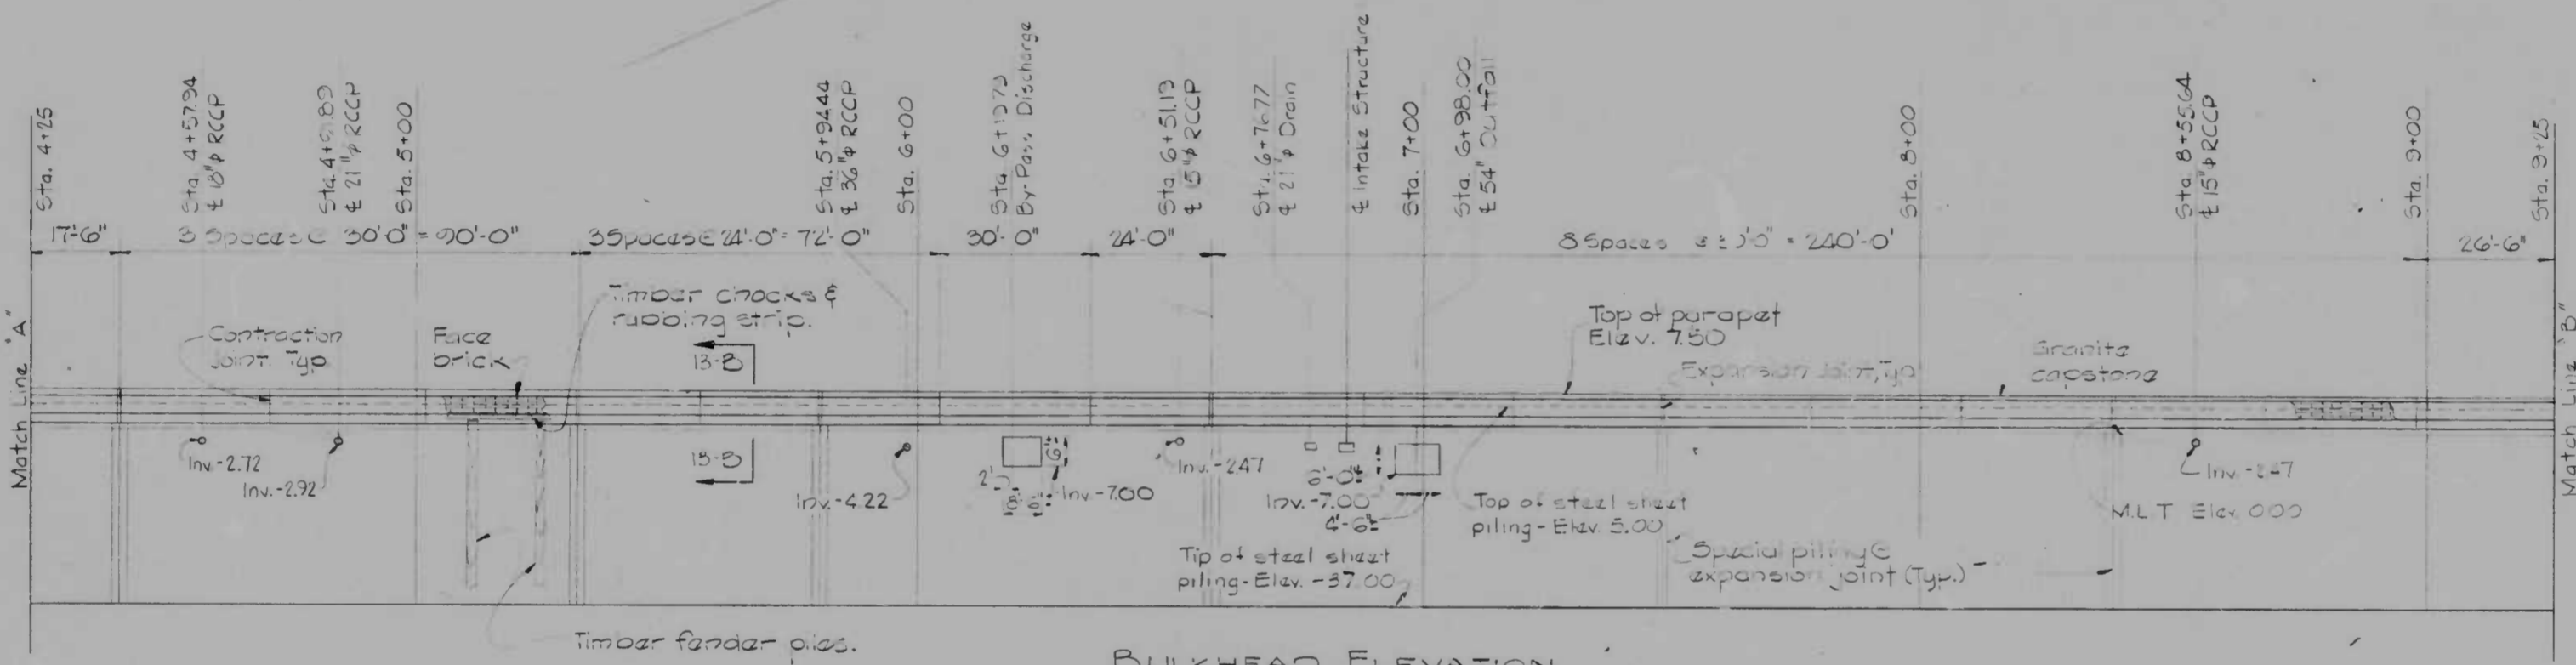 Sta. 4+25
Sta. 4+57.94
℄ 18"φ RCCP
Sta. 4+
℄ 21"φ RCCP
Sta. 5+00
Sta. 5+94.44
℄ 36"φ RCCP
Sta. 6+00
Sta. 6+
By-Pass Discharge
Sta. 6+51.19
℄ 15"φ RCCP
Sta. 6+76.77
℄ 21"φ Drain
℄ Intake Structure
Sta. 7+00
Sta. 6+98.00
℄ 54" Outfall
Sta. 8+00
Sta. 8+55.64
℄ 15"φ RCCP
Sta. 9+00
Sta. 9+25
17'-6"
3 Spaces @ 30'-0" = 90'-0"
3 Spaces @ 24'-0" = 72'-0"
30'-0"
24'-0"
8 Spaces @ = 240'-0"
26'-6"
Match Line "A"
Contraction
Joint. Typ
Face
brick
Timber chocks &
rubbing strip.
13-B
Top of parapet
Elev. 7.50
Expansion Joint, Typ
Granite
capstone
Match Line "B"
Inv.-2.72
Inv.-2.92
13-B
Inv.-4.22
8'-6"±
Inv.-7.00
Inv.-2.47
6'-0"±
Inv.-7.00
4'-6"±
Top of steel sheet
piling-Elev. 5.00
Inv.-2.47
M.L.T. Elev. 0.00
Tip of steel sheet
piling-Elev. -37.00
Special piling @
expansion joint (Typ.)
Timber fender piles.
BULKHEAD ELEVATION